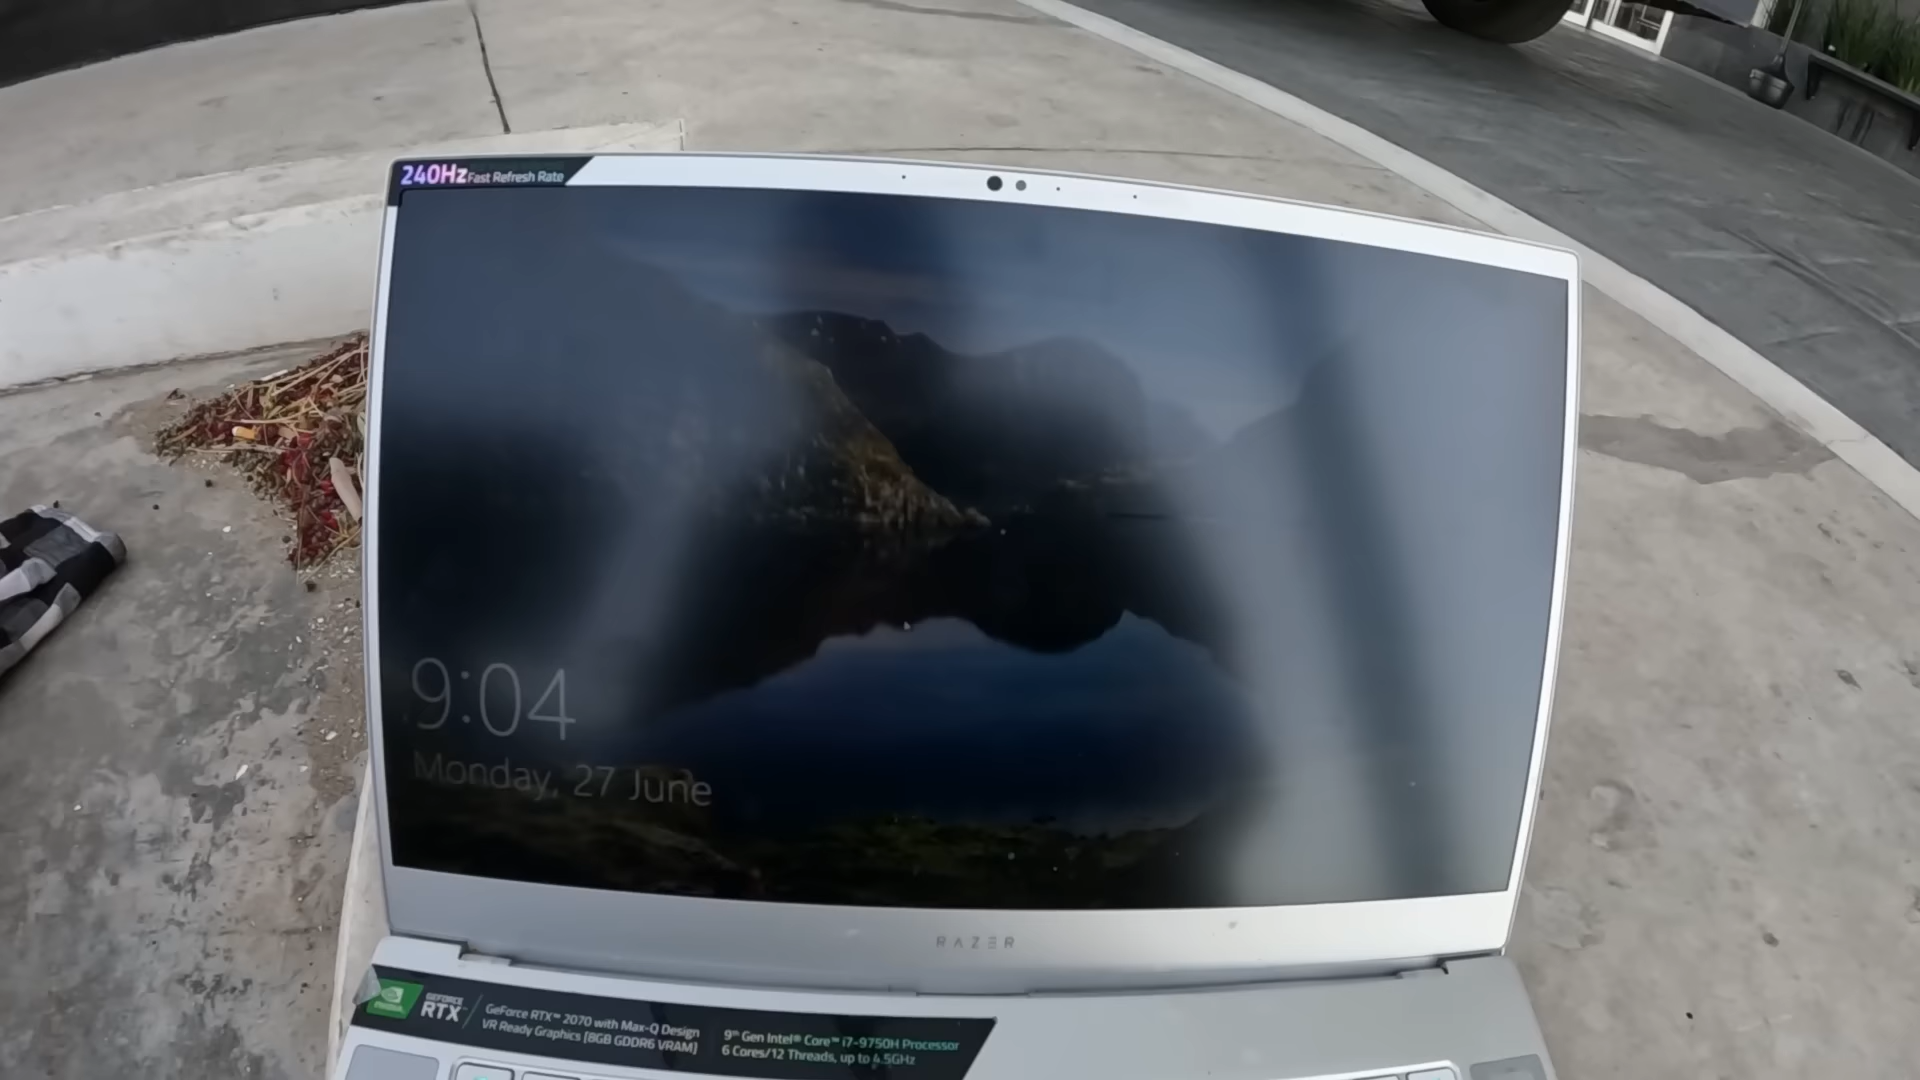 240Hz Fast Refresh Rate
9:04
Monday, 27 June
RAZER
NVIDIA
GEFORCE
RTX™
GeForce RTX™ 2070 with Max-Q Design
VR Ready Graphics [8GB GDDR6 VRAM]
9th Gen Intel® Core™ i7-9750H Processor
6 Cores/12 Threads, up to 4.5GHz